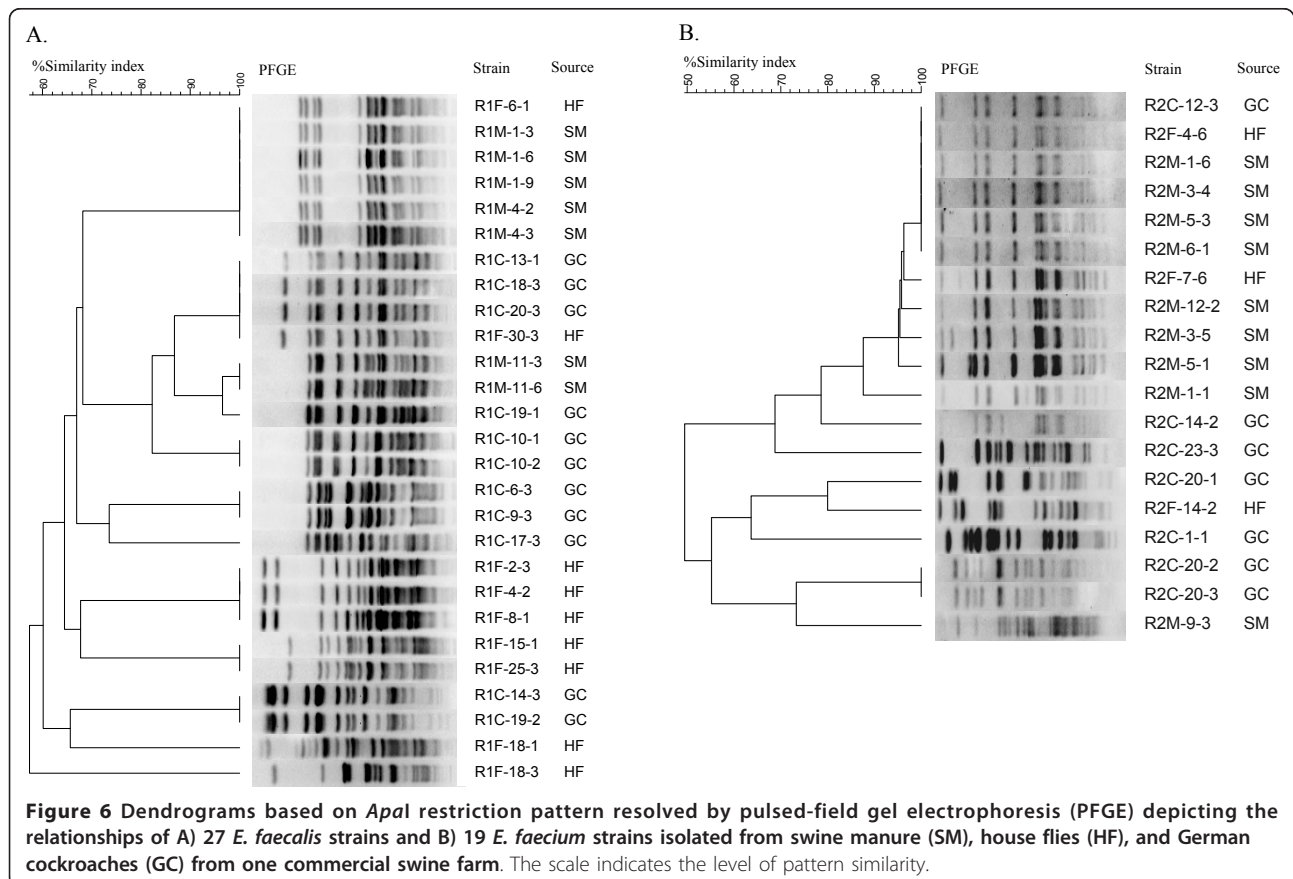 A.
%Similarity index
60 70 80 90 100
PFGE Strain Source
R1F-6-1 HF
R1M-1-3 SM
R1M-1-6 SM
R1M-1-9 SM
R1M-4-2 SM
R1M-4-3 SM
R1C-13-1 GC
R1C-18-3 GC
R1C-20-3 GC
R1F-30-3 HF
R1M-11-3 SM
R1M-11-6 SM
R1C-19-1 GC
R1C-10-1 GC
R1C-10-2 GC
R1C-6-3 GC
R1C-9-3 GC
R1C-17-3 GC
R1F-2-3 HF
R1F-4-2 HF
R1F-8-1 HF
R1F-15-1 HF
R1F-25-3 HF
R1C-14-3 GC
R1C-19-2 GC
R1F-18-1 HF
R1F-18-3 HF
B.
%Similarity index
50 60 70 80 90 100
PFGE Strain Source
R2C-12-3 GC
R2F-4-6 HF
R2M-1-6 SM
R2M-3-4 SM
R2M-5-3 SM
R2M-6-1 SM
R2F-7-6 HF
R2M-12-2 SM
R2M-3-5 SM
R2M-5-1 SM
R2M-1-1 SM
R2C-14-2 GC
R2C-23-3 GC
R2C-20-1 GC
R2F-14-2 HF
R2C-1-1 GC
R2C-20-2 GC
R2C-20-3 GC
R2M-9-3 SM
Figure 6 Dendrograms based on ApaI restriction pattern resolved by pulsed-field gel electrophoresis (PFGE) depicting the
relationships of A) 27 E. faecalis strains and B) 19 E. faecium strains isolated from swine manure (SM), house flies (HF), and German
cockroaches (GC) from one commercial swine farm. The scale indicates the level of pattern similarity.